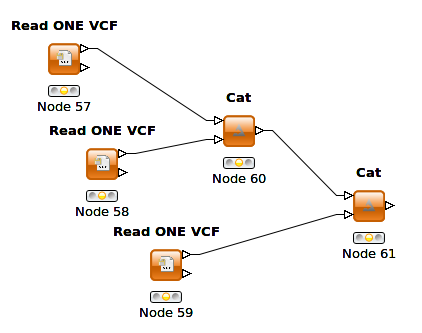 Read ONE VCF
Node 57
Cat
Read ONE VCF
Node 60
Cat
Node 58
Read ONE VCF
Node 61
Node 59